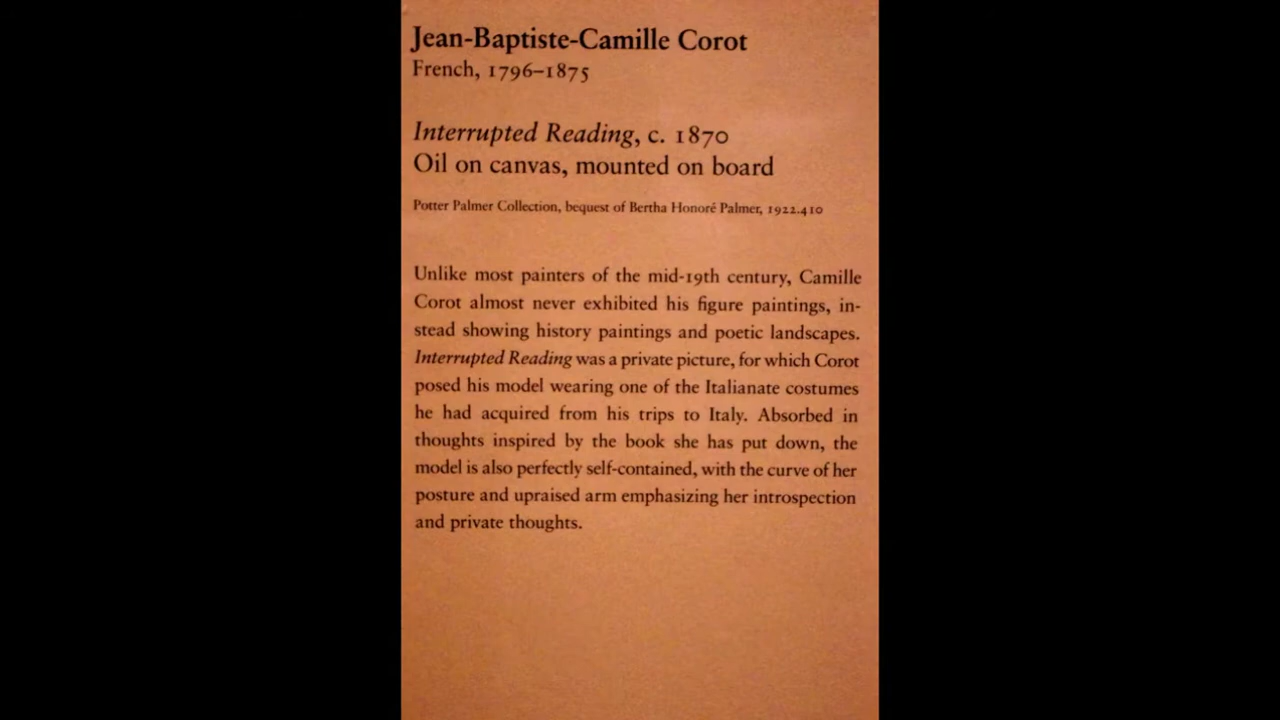 Jean-Baptiste-Camille Corot
French, 1796–1875
Interrupted Reading, c. 1870
Oil on canvas, mounted on board
Potter Palmer Collection, bequest of Bertha Honoré Palmer, 1922.410
Unlike most painters of the mid-19th century, Camille
Corot almost never exhibited his figure paintings, in-
stead showing history paintings and poetic landscapes.
Interrupted Reading was a private picture, for which Corot
posed his model wearing one of the Italianate costumes
he had acquired from his trips to Italy. Absorbed in
thoughts inspired by the book she has put down, the
model is also perfectly self-contained, with the curve of her
posture and upraised arm emphasizing her introspection
and private thoughts.